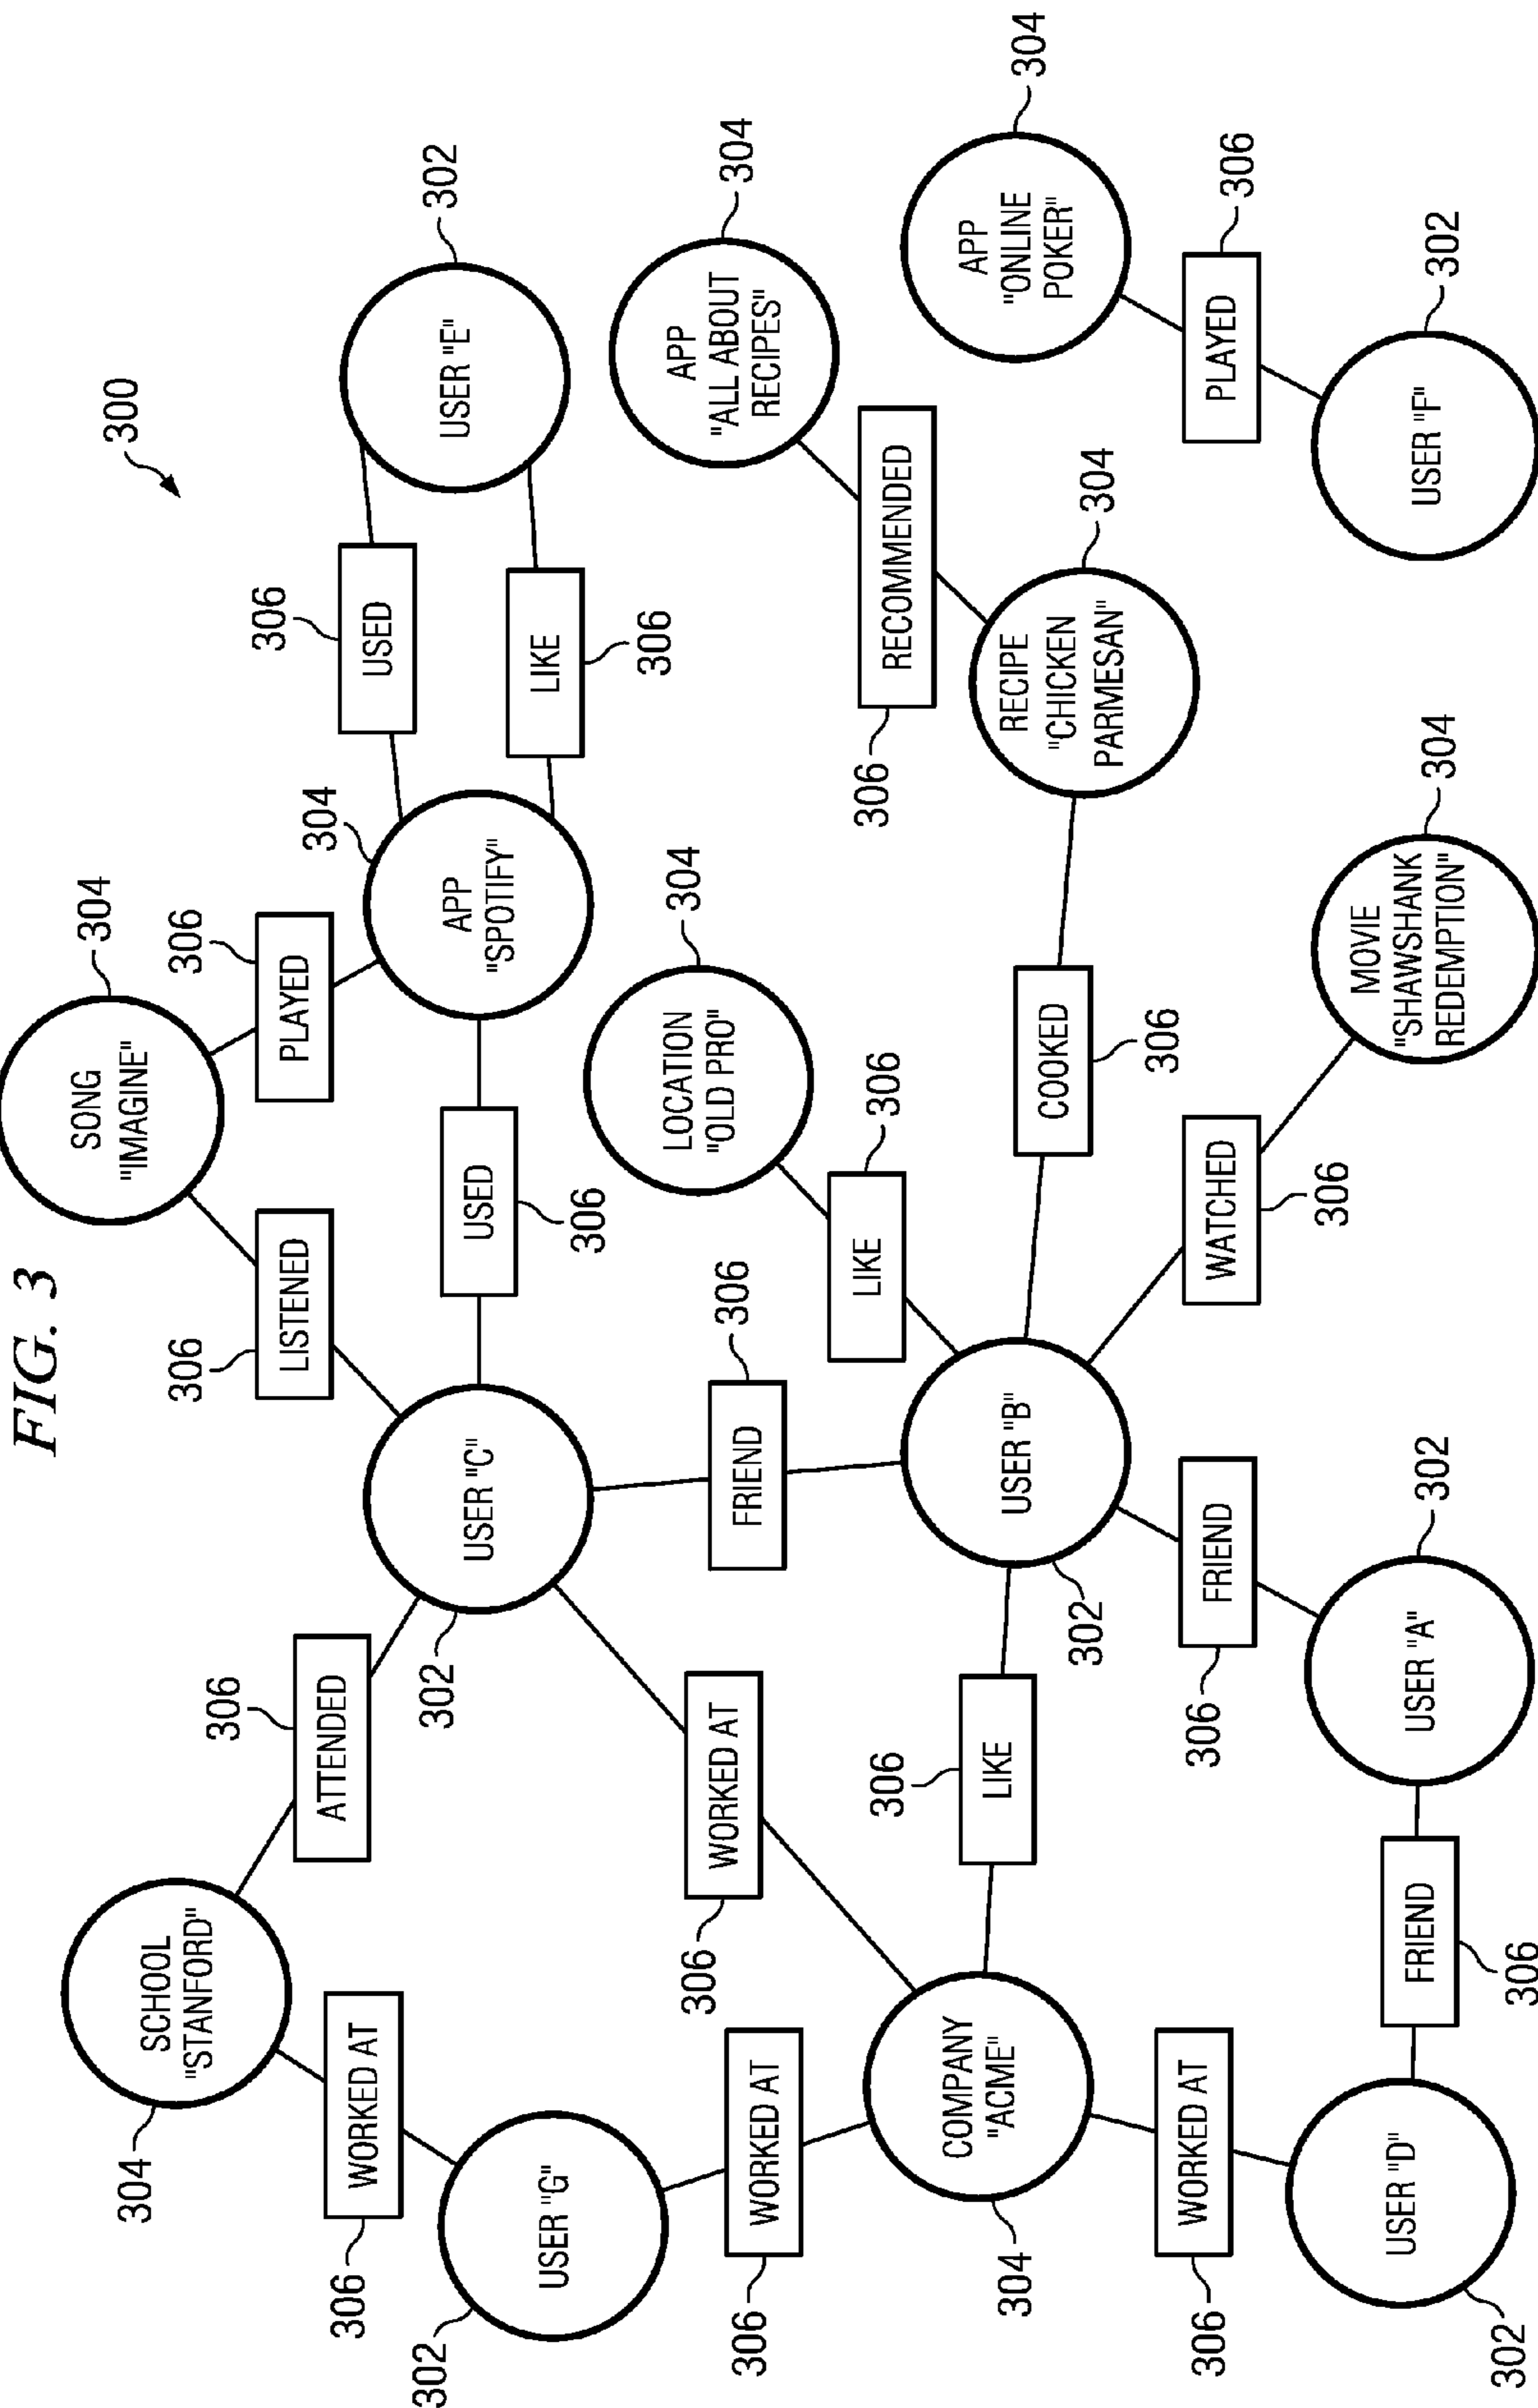 FIG. 3
300
304
SCHOOL
"STANFORD"
SONG
"IMAGINE"
304
306
ATTENDED
306
LISTENED
306
PLAYED
306
USED
306
WORKED AT
304
302
302
USER "G"
302
USER "C"
USED
306
APP
"SPOTIFY"
304
USER "E"
302
LIKE
306
306
WORKED AT
306
WORKED AT
FRIEND
306
LOCATION
"OLD PRO"
304
APP
"ALL ABOUT
RECIPES"
304
LIKE
306
306
RECOMMENDED
304
COMPANY
"ACME"
306
LIKE
302
USER "B"
COOKED
306
RECIPE
"CHICKEN
PARMESAN"
304
APP
"ONLINE
POKER"
304
306
WORKED AT
306
FRIEND
WATCHED
306
PLAYED
306
302
USER "D"
FRIEND
306
USER "A"
302
MOVIE
"SHAWSHANK
REDEMPTION"
304
USER "F"
302